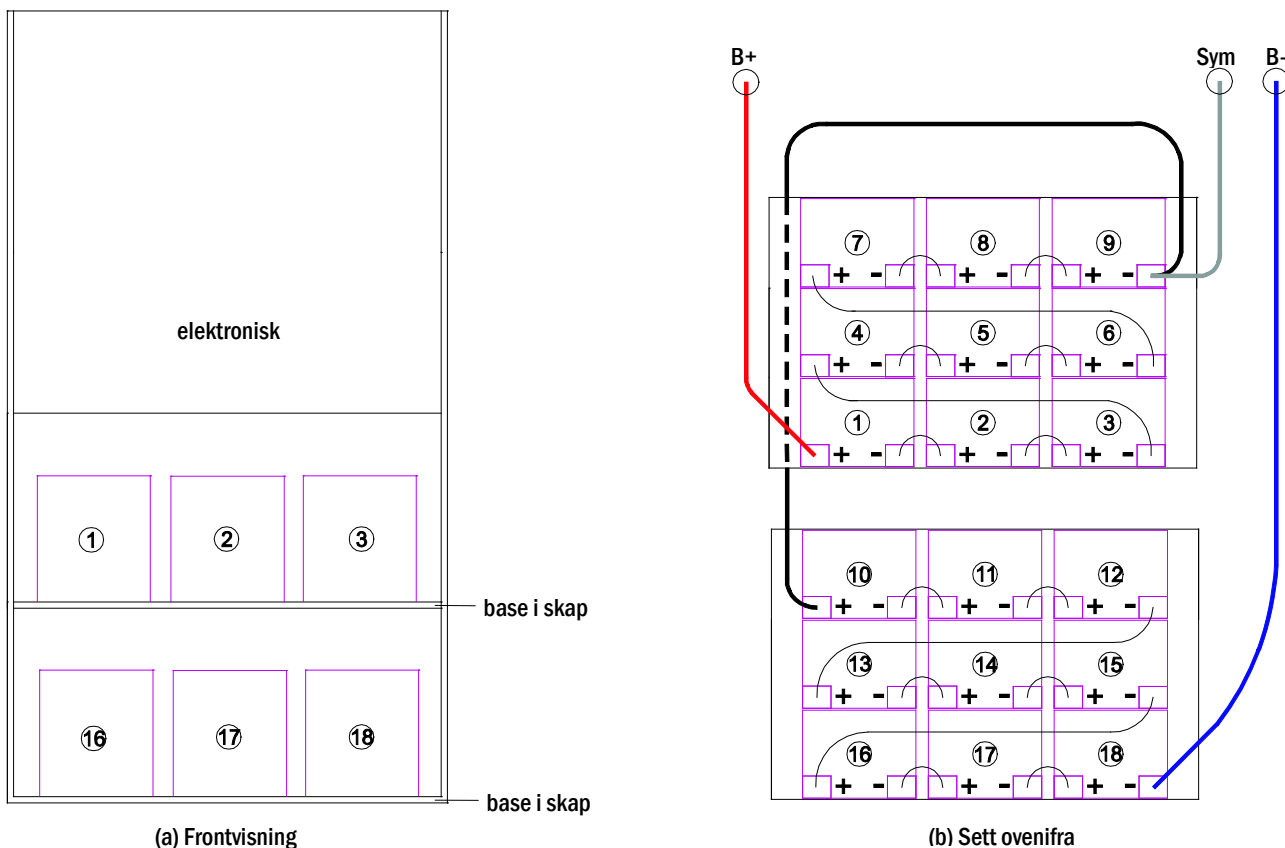 elektronisk
1 2 3
base i skap
16 17 18
base i skap
(a) Frontvisning
B+ Sym B-
7 8 9
+ - + - + -
4 5 6
+ - + - + -
1 2 3
+ - + - + -
10 11 12
+ - + - + -
13 14 15
+ - + - + -
16 17 18
+ - + - + -
(b) Sett ovenifra